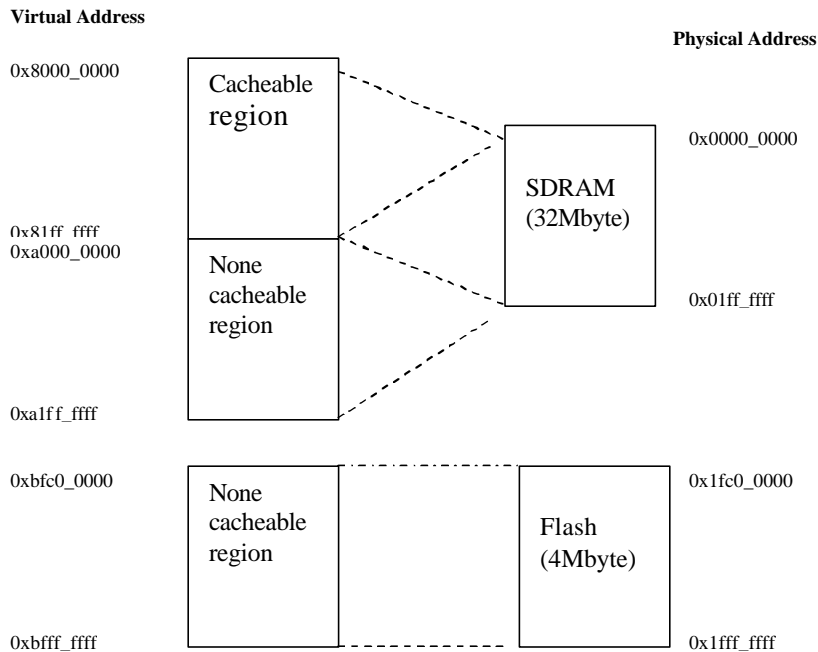 Virtual Address
Physical Address
0x8000_0000
Cacheable
region
0x0000_0000
SDRAM
(32Mbyte)
0x81ff_ffff
0xa000_0000
None
cacheable
region
0x01ff_ffff
0xa1ff_ffff
0xbfc0_0000
None
cacheable
region
0x1fc0_0000
Flash
(4Mbyte)
0xbfff_ffff
0x1fff_ffff